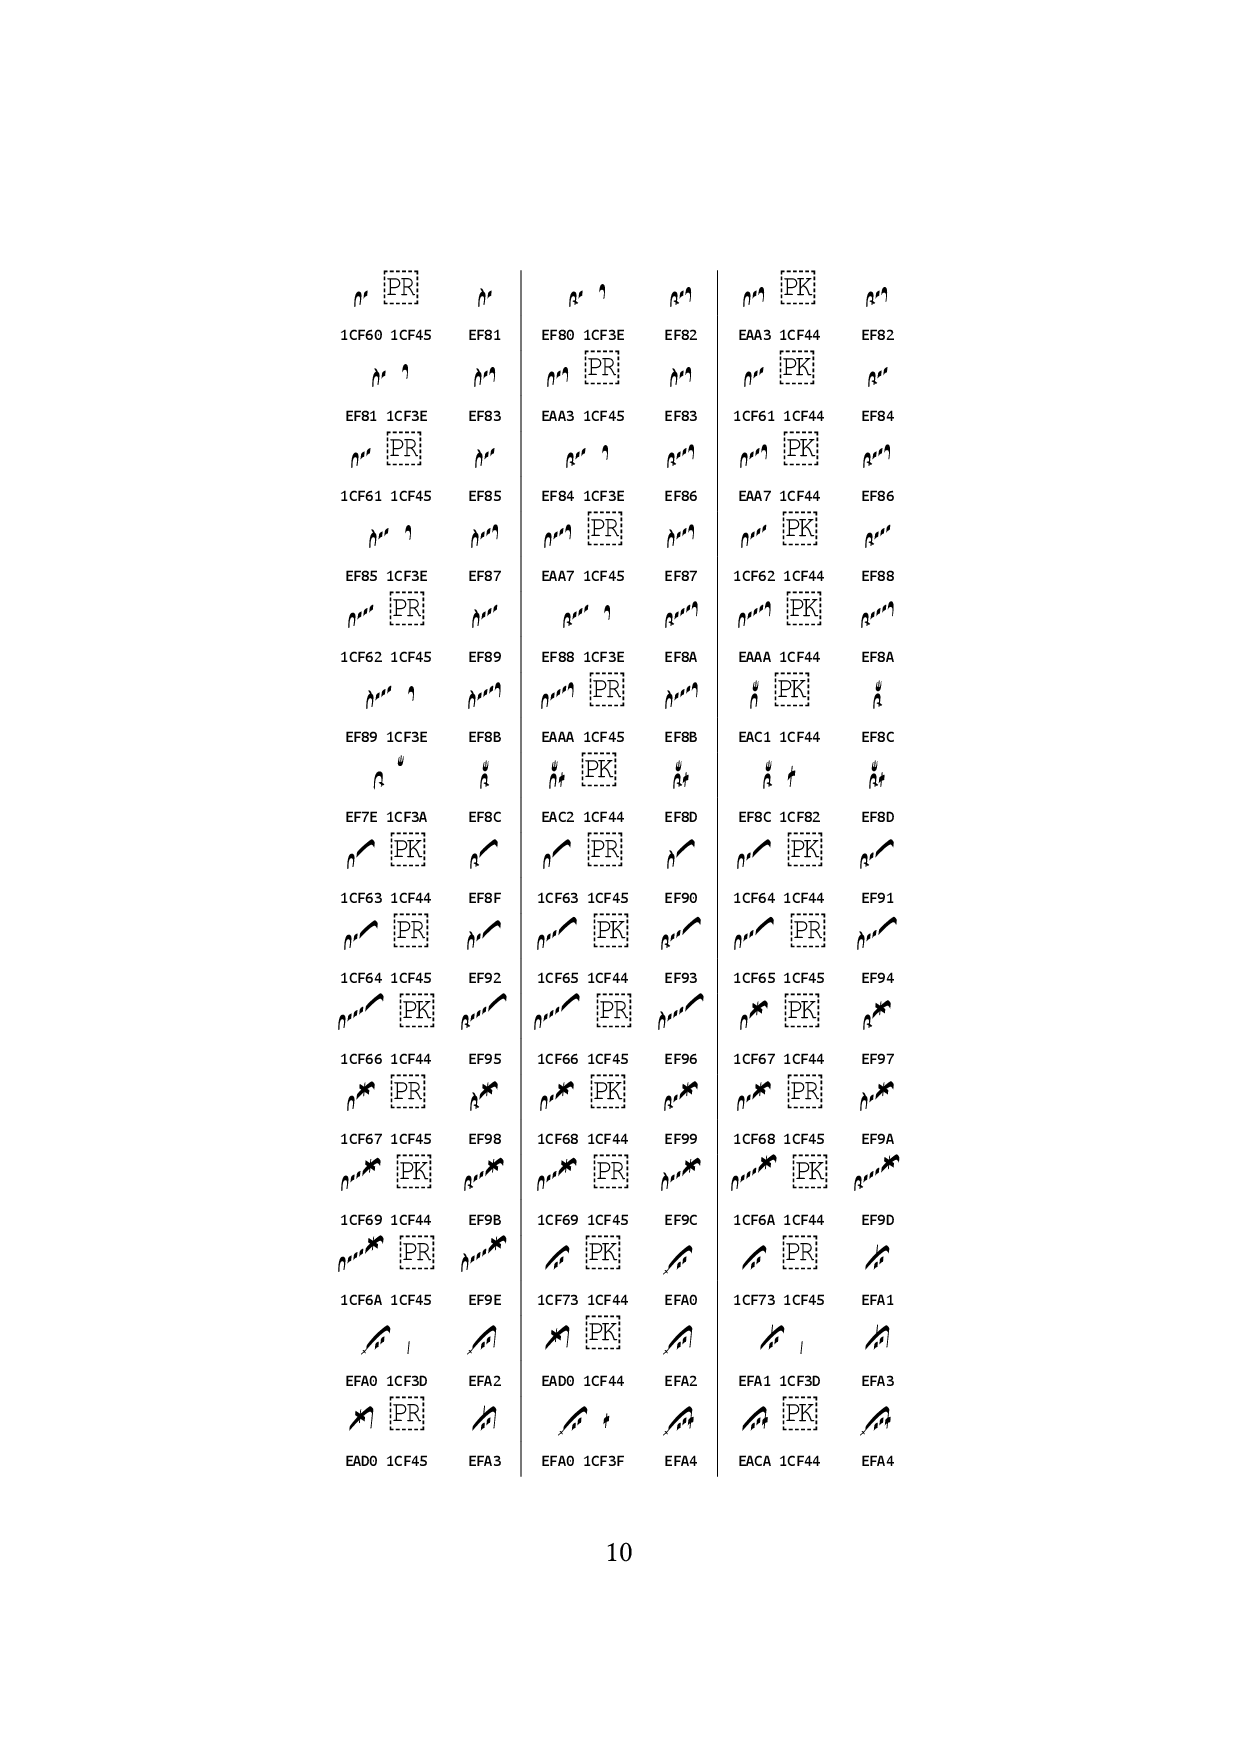 PR PK
1CF60 1CF45 EF81 EF80 1CF3E EF82 EAA3 1CF44 EF82
PR PK
EF81 1CF3E EF83 EAA3 1CF45 EF83 1CF61 1CF44 EF84
PR PK
1CF61 1CF45 EF85 EF84 1CF3E EF86 EAA7 1CF44 EF86
PR PK
EF85 1CF3E EF87 EAA7 1CF45 EF87 1CF62 1CF44 EF88
PR PK
1CF62 1CF45 EF89 EF88 1CF3E EF8A EAAA 1CF44 EF8A
PR PK
EF89 1CF3E EF8B EAAA 1CF45 EF8B EAC1 1CF44 EF8C
PK
EF7E 1CF3A EF8C EAC2 1CF44 EF8D EF8C 1CF82 EF8D
PK PR PK
1CF63 1CF44 EF8F 1CF63 1CF45 EF90 1CF64 1CF44 EF91
PR PK PR
1CF64 1CF45 EF92 1CF65 1CF44 EF93 1CF65 1CF45 EF94
PK PR PK
1CF66 1CF44 EF95 1CF66 1CF45 EF96 1CF67 1CF44 EF97
PR PK PR
1CF67 1CF45 EF98 1CF68 1CF44 EF99 1CF68 1CF45 EF9A
PK PR PK
1CF69 1CF44 EF9B 1CF69 1CF45 EF9C 1CF6A 1CF44 EF9D
PR PK PR
1CF6A 1CF45 EF9E 1CF73 1CF44 EFA0 1CF73 1CF45 EFA1
PK
EFA0 1CF3D EFA2 EAD0 1CF44 EFA2 EFA1 1CF3D EFA3
PR PK
EAD0 1CF45 EFA3 EFA0 1CF3F EFA4 EACA 1CF44 EFA4
10